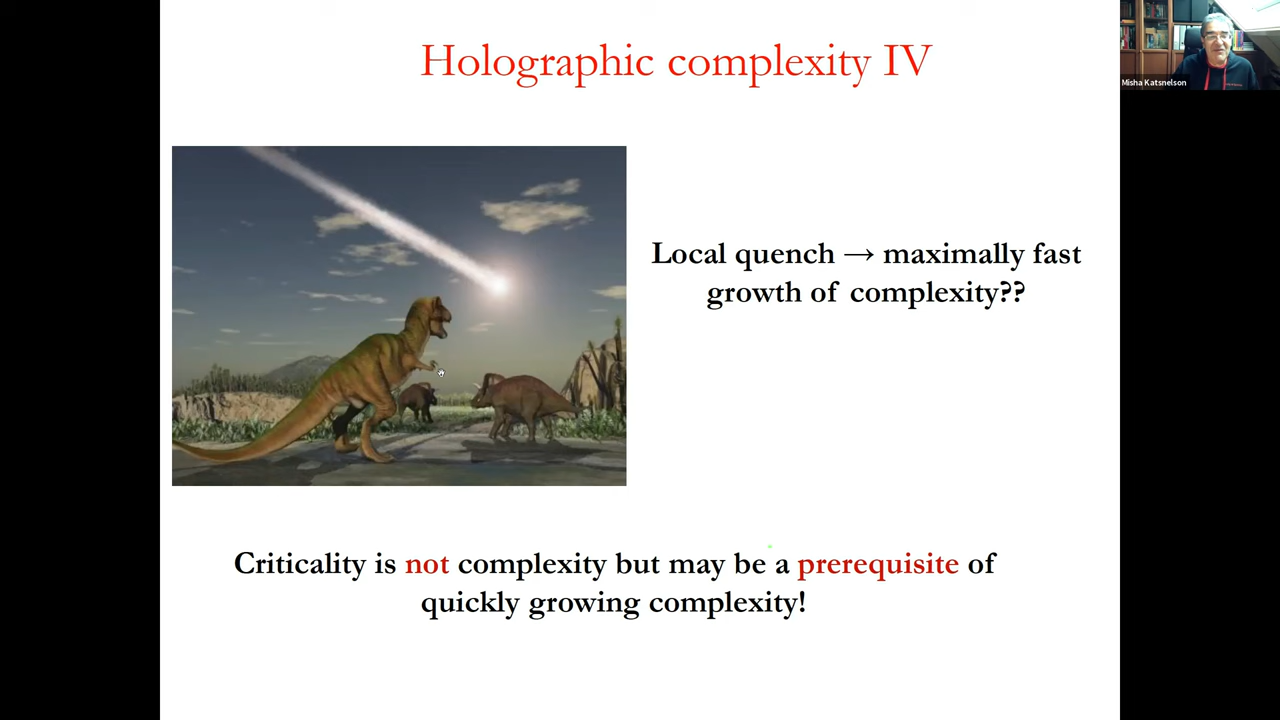 Holographic complexity IV
Misha Katsnelson
Local quench → maximally fast
growth of complexity??
Criticality is not complexity but may be a prerequisite of
quickly growing complexity!